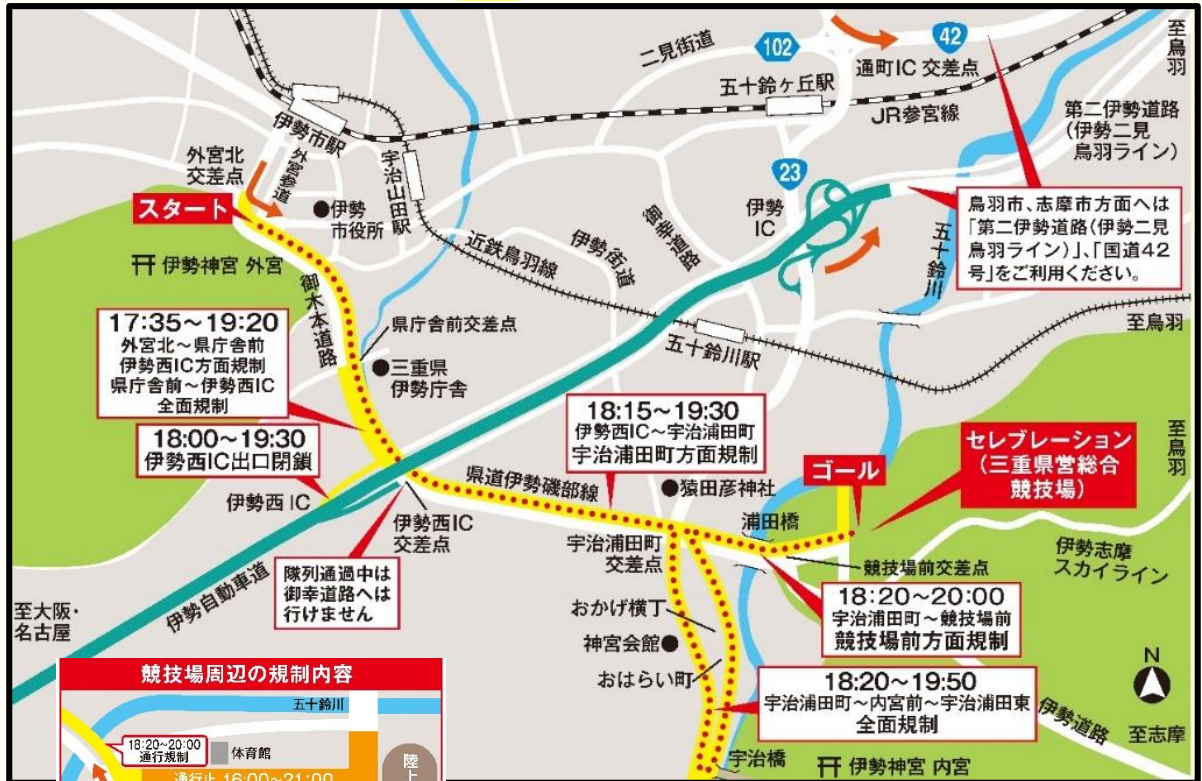 102
42
二見街道
通町IC 交差点
至鳥羽
五十鈴ヶ丘駅
JR参宮線
第二伊勢道路
(伊勢二見
鳥羽ライン)
伊勢市駅
外宮北
交差点
外宮参道
宇治山田駅
スタート
●伊勢
市役所
23
伊勢
IC
御幸道路
伊勢街道
近鉄鳥羽線
五十鈴川
鳥羽市、志摩市方面へは
「第二伊勢道路(伊勢二見
鳥羽ライン)」、「国道42
号」をご利用ください。
伊勢神宮 外宮
御木本道路
17:35~19:20
外宮北~県庁舎前
伊勢西IC方面規制
県庁舎前~伊勢西IC
全面規制
県庁舎前交差点
●三重県
伊勢庁舎
五十鈴川駅
至鳥羽
18:00~19:30
伊勢西IC出口閉鎖
18:15~19:30
伊勢西IC~宇治浦田町
宇治浦田町方面規制
至鳥羽
セレブレーション
(三重県営総合
競技場)
ゴール
県道伊勢磯部線
●猿田彦神社
伊勢西 IC
伊勢西IC
交差点
浦田橋
宇治浦田町
交差点
競技場前交差点
伊勢志摩
スカイライン
隊列通過中は
御幸道路へは
行けません
伊勢自動車道
至大阪・
名古屋
おかげ横丁
神宮会館●
おはらい町
18:20~20:00
宇治浦田町~競技場前
競技場前方面規制
18:20~19:50
宇治浦田町~内宮前~宇治浦田東
全面規制
N
伊勢道路
至志摩
宇治橋
伊勢神宮 内宮
競技場周辺の規制内容
五十鈴川
18:20~20:00
通行規制
体育館
陸上
通行止 16:00~21:00